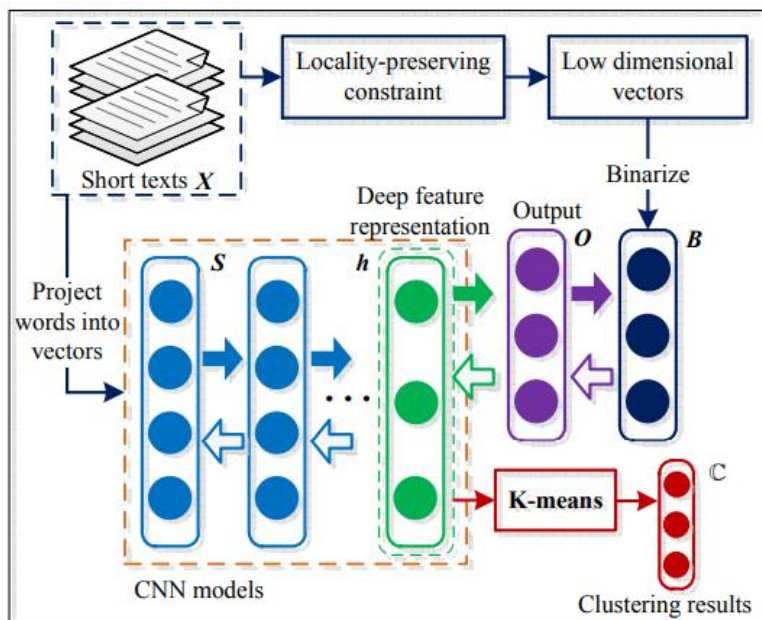 Locality-preserving
constraint
Low dimensional
vectors
Short texts X
Binarize
Deep feature
representation
Output
O
B
S
h
Project
words into
vectors
. . .
K-means
ℂ
CNN models
Clustering results